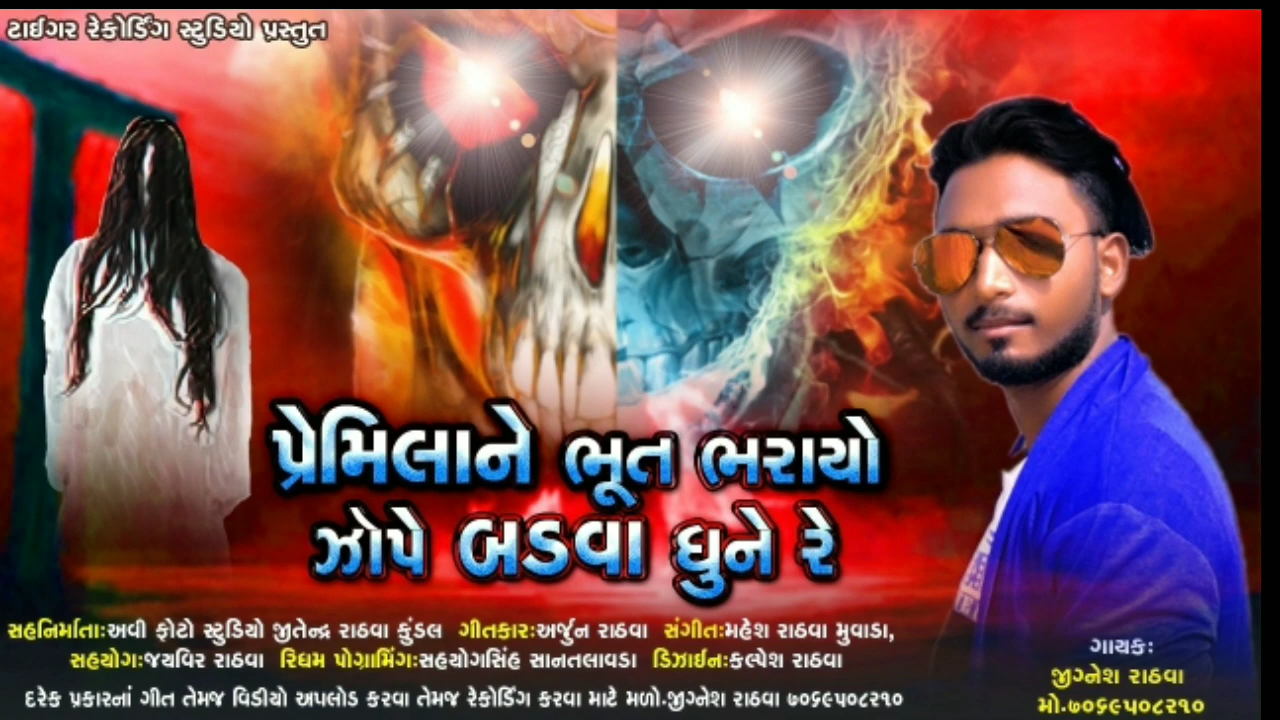 ટાઈગર રેકોર્ડિંગ સ્ટુડિયો પ્રસ્તુત
પ્રેમિલાને ભૂત ભરાયો
ઝોપે બડવા ધુને રે
સહનિર્માતાઃઅવી ફોટો સ્ટુડિયો જીતેન્દ્ર રાઠવા કુંડલ ગીતકારઃઅર્જુન રાઠવા સંગીતઃમહેશ રાઠવા મુવાડા,
સહયોગઃજયવિર રાઠવા રિધમ પોગ્રામિંગઃસહયોગસિંહ સાનતલાવડા ડિઝાઈનઃકલ્પેશ રાઠવા
દરેક પ્રકારનાં ગીત તેમજ વિડીયો અપલોડ કરવા તેમજ રેકોર્ડિંગ કરવા માટે મળો.જીગ્નેશ રાઠવા ૭૦૬૯૫૦૮૨૧૦
ગાયકઃ
જીગ્નેશ રાઠવા
મો.૭૦૬૯૫૦૮૨૧૦